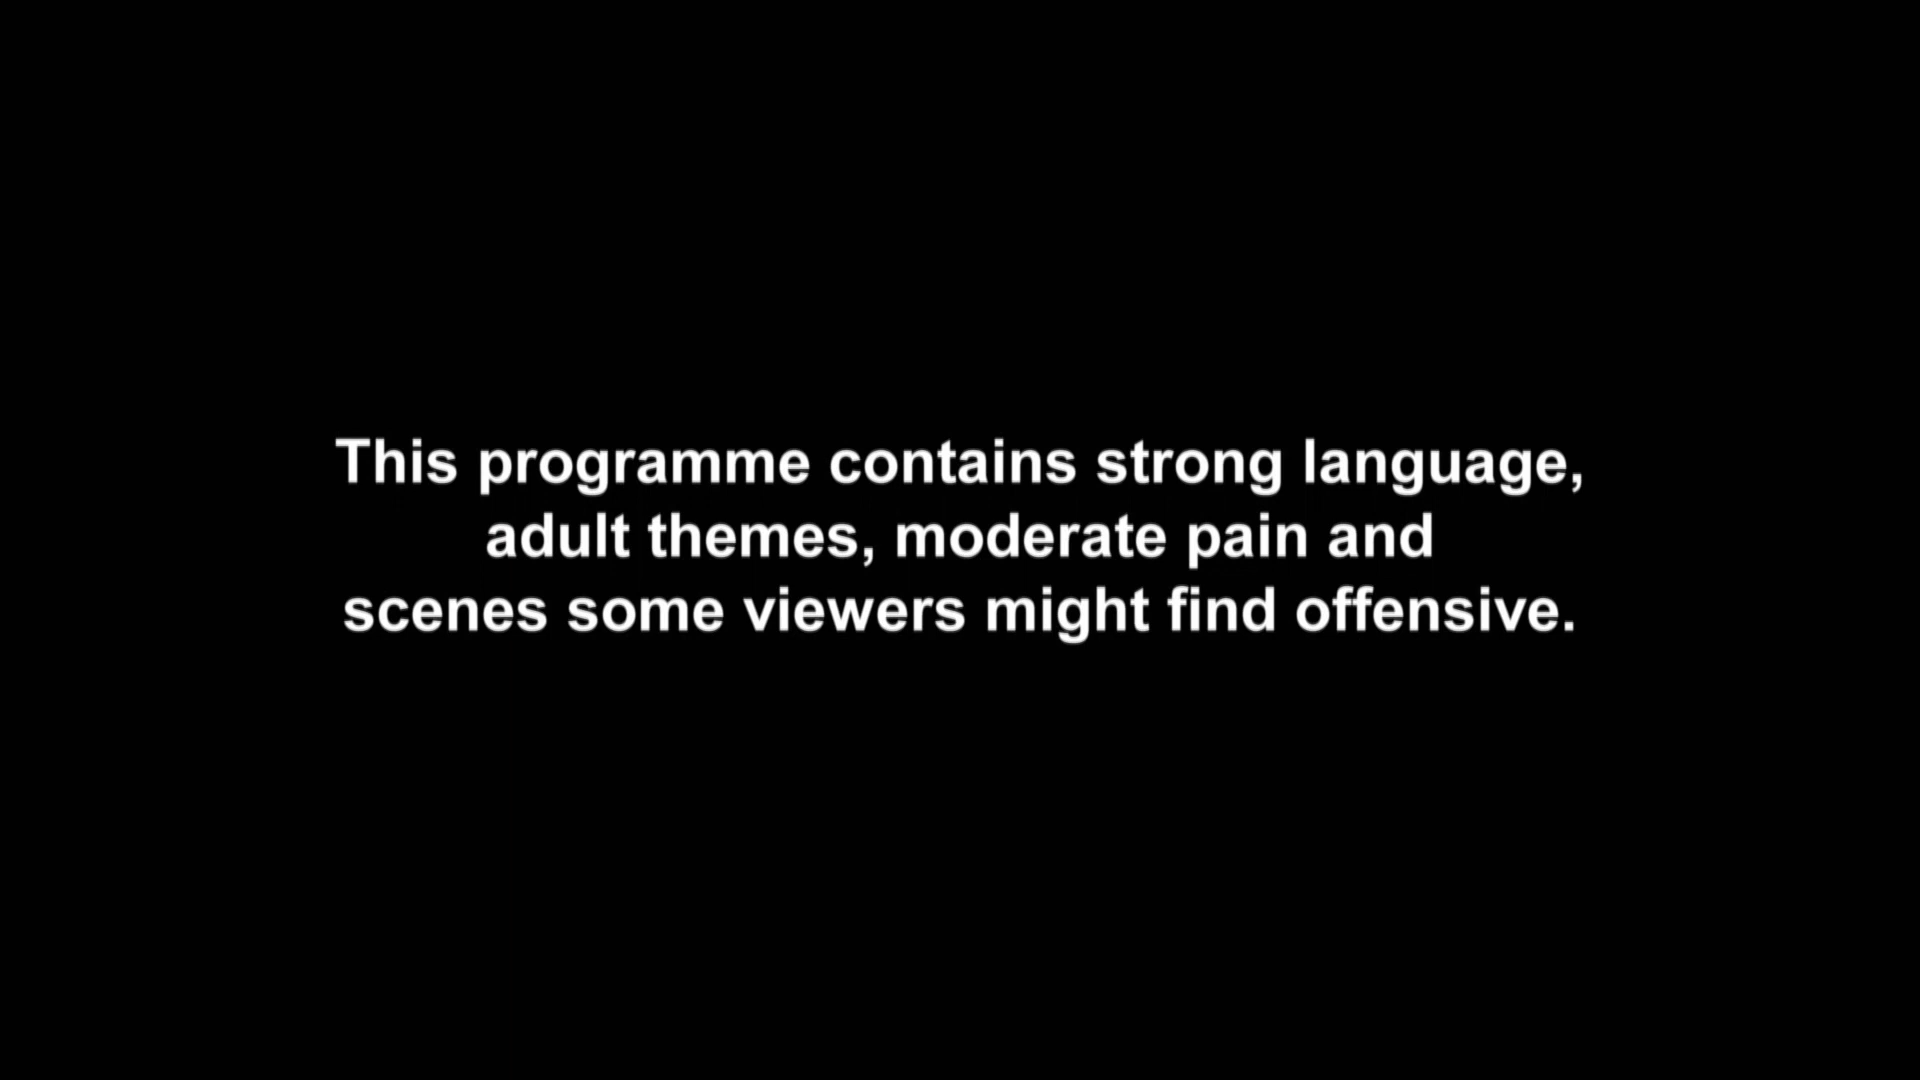 This programme contains strong language,
adult themes, moderate pain and
scenes some viewers might find offensive.